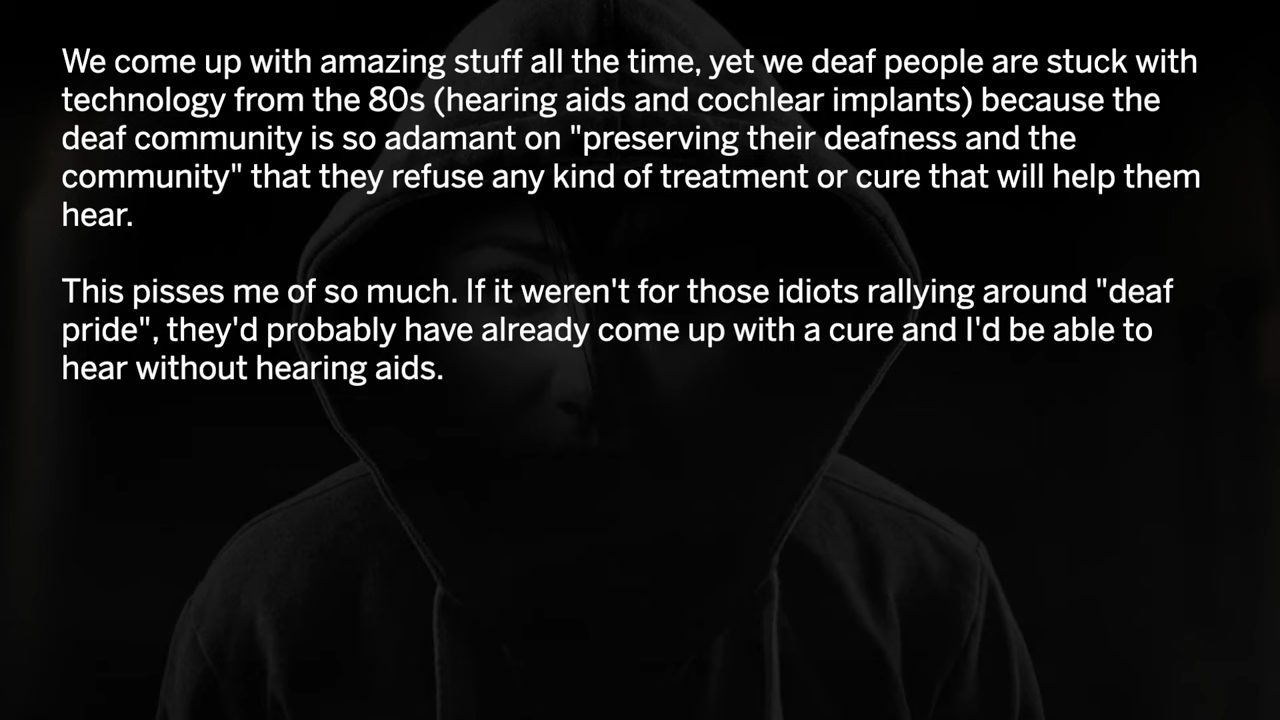 We come up with amazing stuff all the time, yet we deaf people are stuck with
technology from the 80s (hearing aids and cochlear implants) because the
deaf community is so adamant on "preserving their deafness and the
community" that they refuse any kind of treatment or cure that will help them
hear.
This pisses me of so much. If it weren't for those idiots rallying around "deaf
pride", they'd probably have already come up with a cure and I'd be able to
hear without hearing aids.